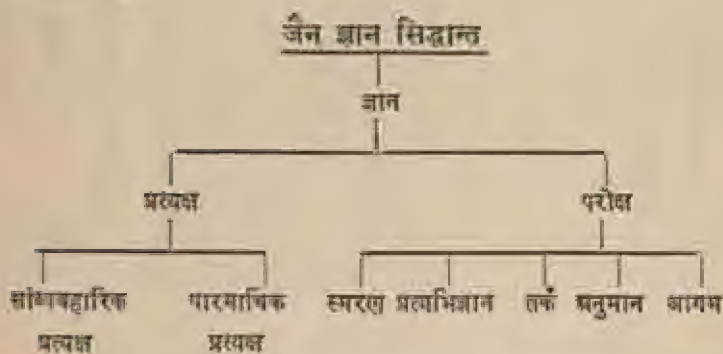 जैन ज्ञान सिद्धान्त
ज्ञान
प्रत्यक्ष परोक्ष
सांव्यवहारिक पारमार्थिक स्मरण प्रत्यभिज्ञान तर्क अनुमान आगम
प्रत्यक्ष प्रत्यक्ष